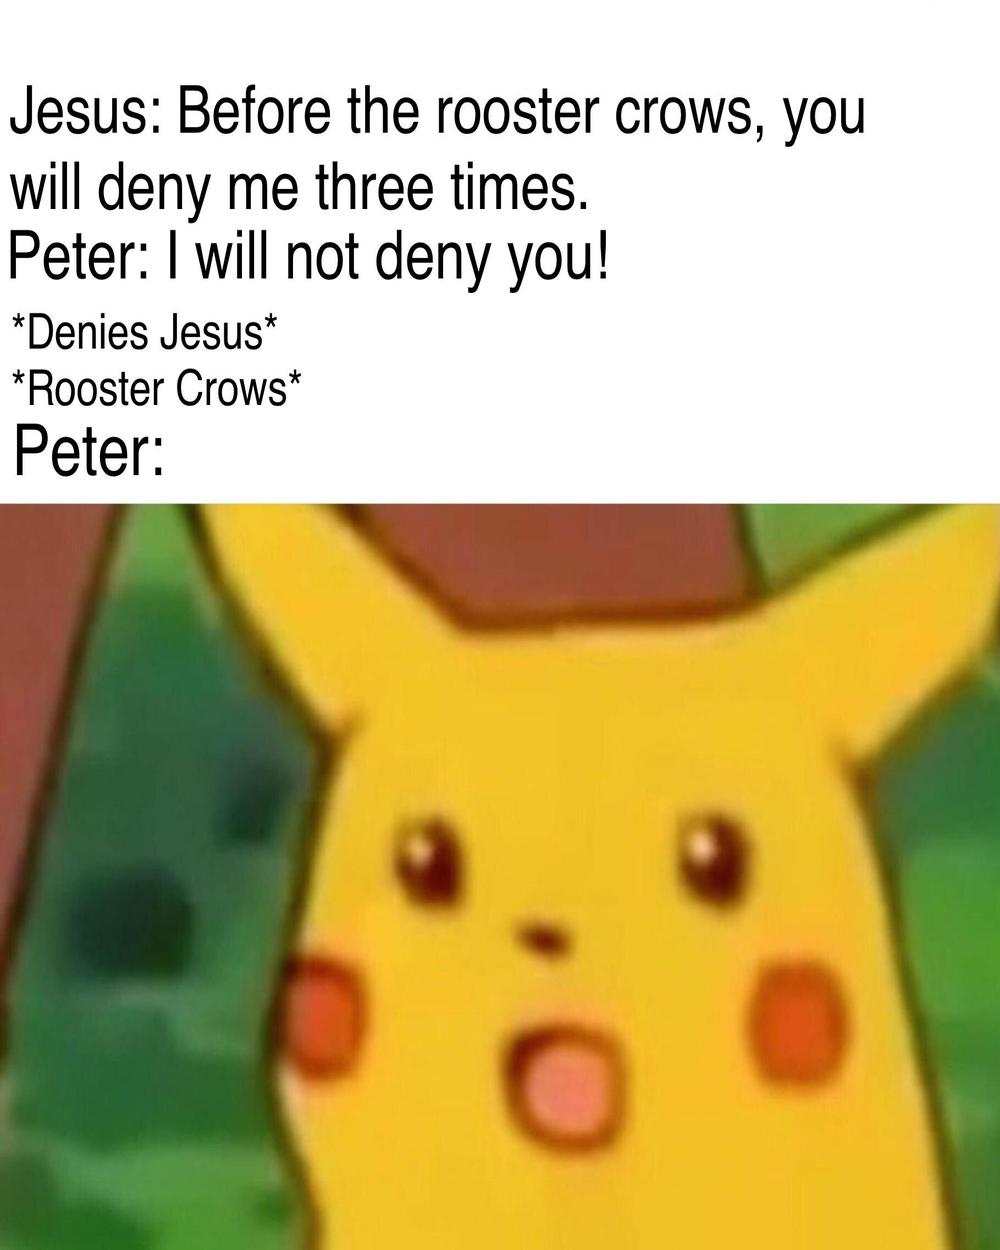 Jesus: Before the rooster crows, you
will deny me three times.
Peter: I will not deny you!
*Denies Jesus*
*Rooster Crows*
Peter: